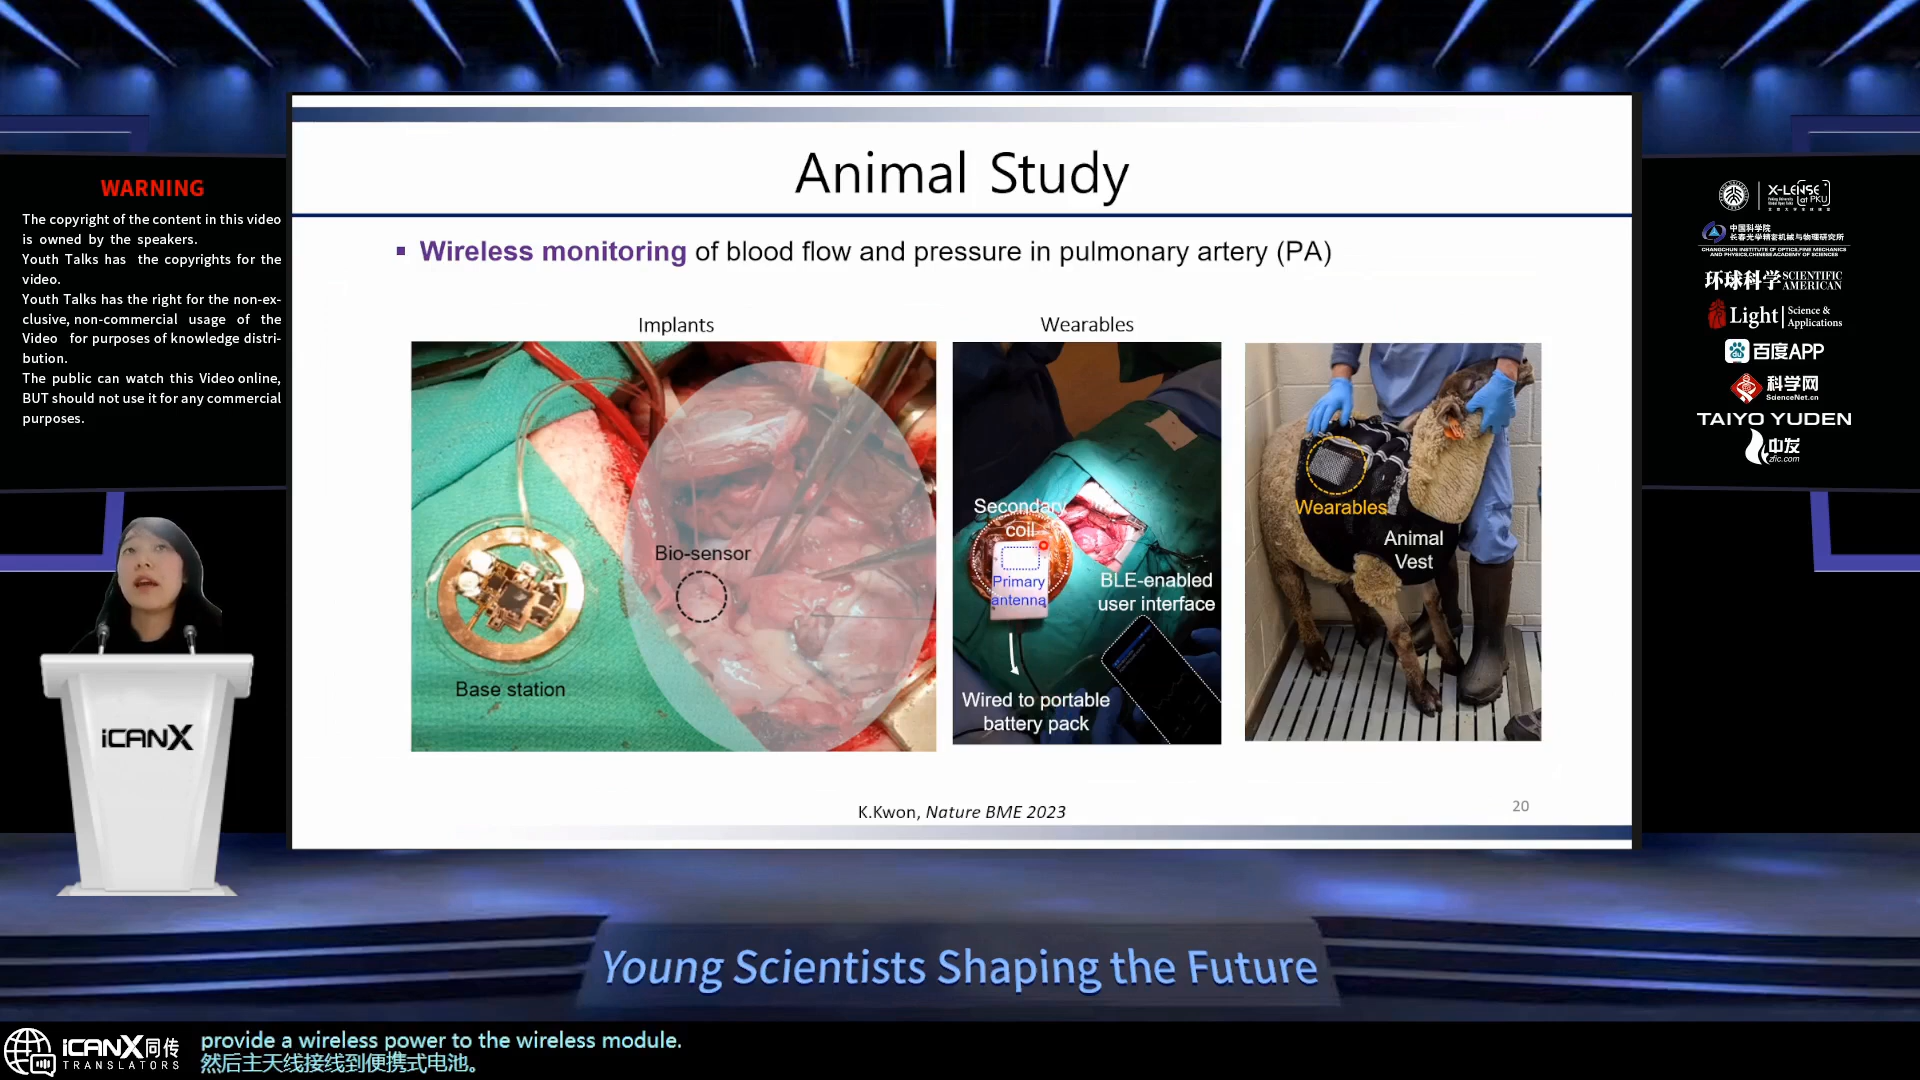 WARNING
The copyright of the content in this video
is owned by the speakers.
Youth Talks has the copyrights for the
video.
Youth Talks has the right for the non-ex-
clusive, non-commercial usage of the
Video for purposes of knowledge distri-
bution.
The public can watch this Video online,
BUT should not use it for any commercial
purposes.
Animal Study
▪ Wireless monitoring of blood flow and pressure in pulmonary artery (PA)
Implants
Wearables
Bio-sensor
Base station
Secondary
coil
Primary
antenna
BLE-enabled
user interface
Wired to portable
battery pack
Wearables
Animal
Vest
K.Kwon, Nature BME 2023
20
X-LENSE
at PKU
中国科学院
长春光学精密机械与物理研究所
CHANGCHUN INSTITUTE OF OPTICS,FINE MECHANICS
AND PHYSICS,CHINESE ACADEMY OF SCIENCES
环球科学 SCIENTIFIC
AMERICAN
Light Science &
Applications
百度APP
科学网
ScienceNet.cn
TAIYO YUDEN
中发
zfic.com
iCANX
Young Scientists Shaping the Future
iCANX同传
TRANSLATORS
provide a wireless power to the wireless module.
然后主天线接线到便携式电池。